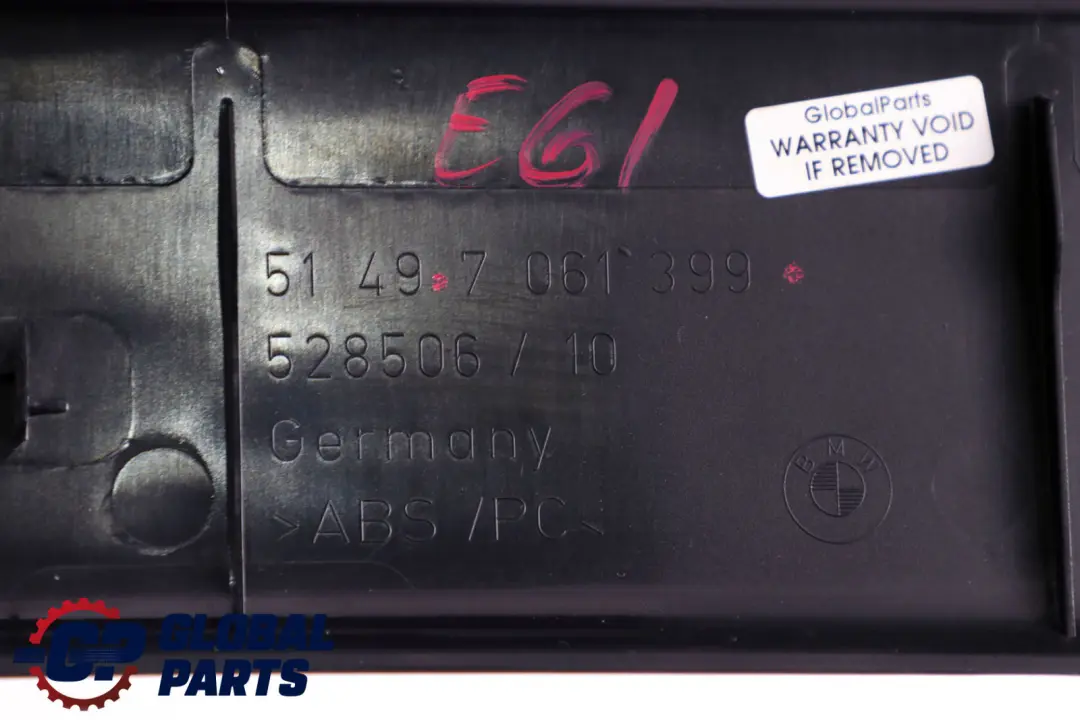 E61
GlobalParts
WARRANTY VOID
IF REMOVED
51 49.7 061 399
528506 / 10
Germany
>ABS /PC<
BMW
GP GLOBAL
PARTS